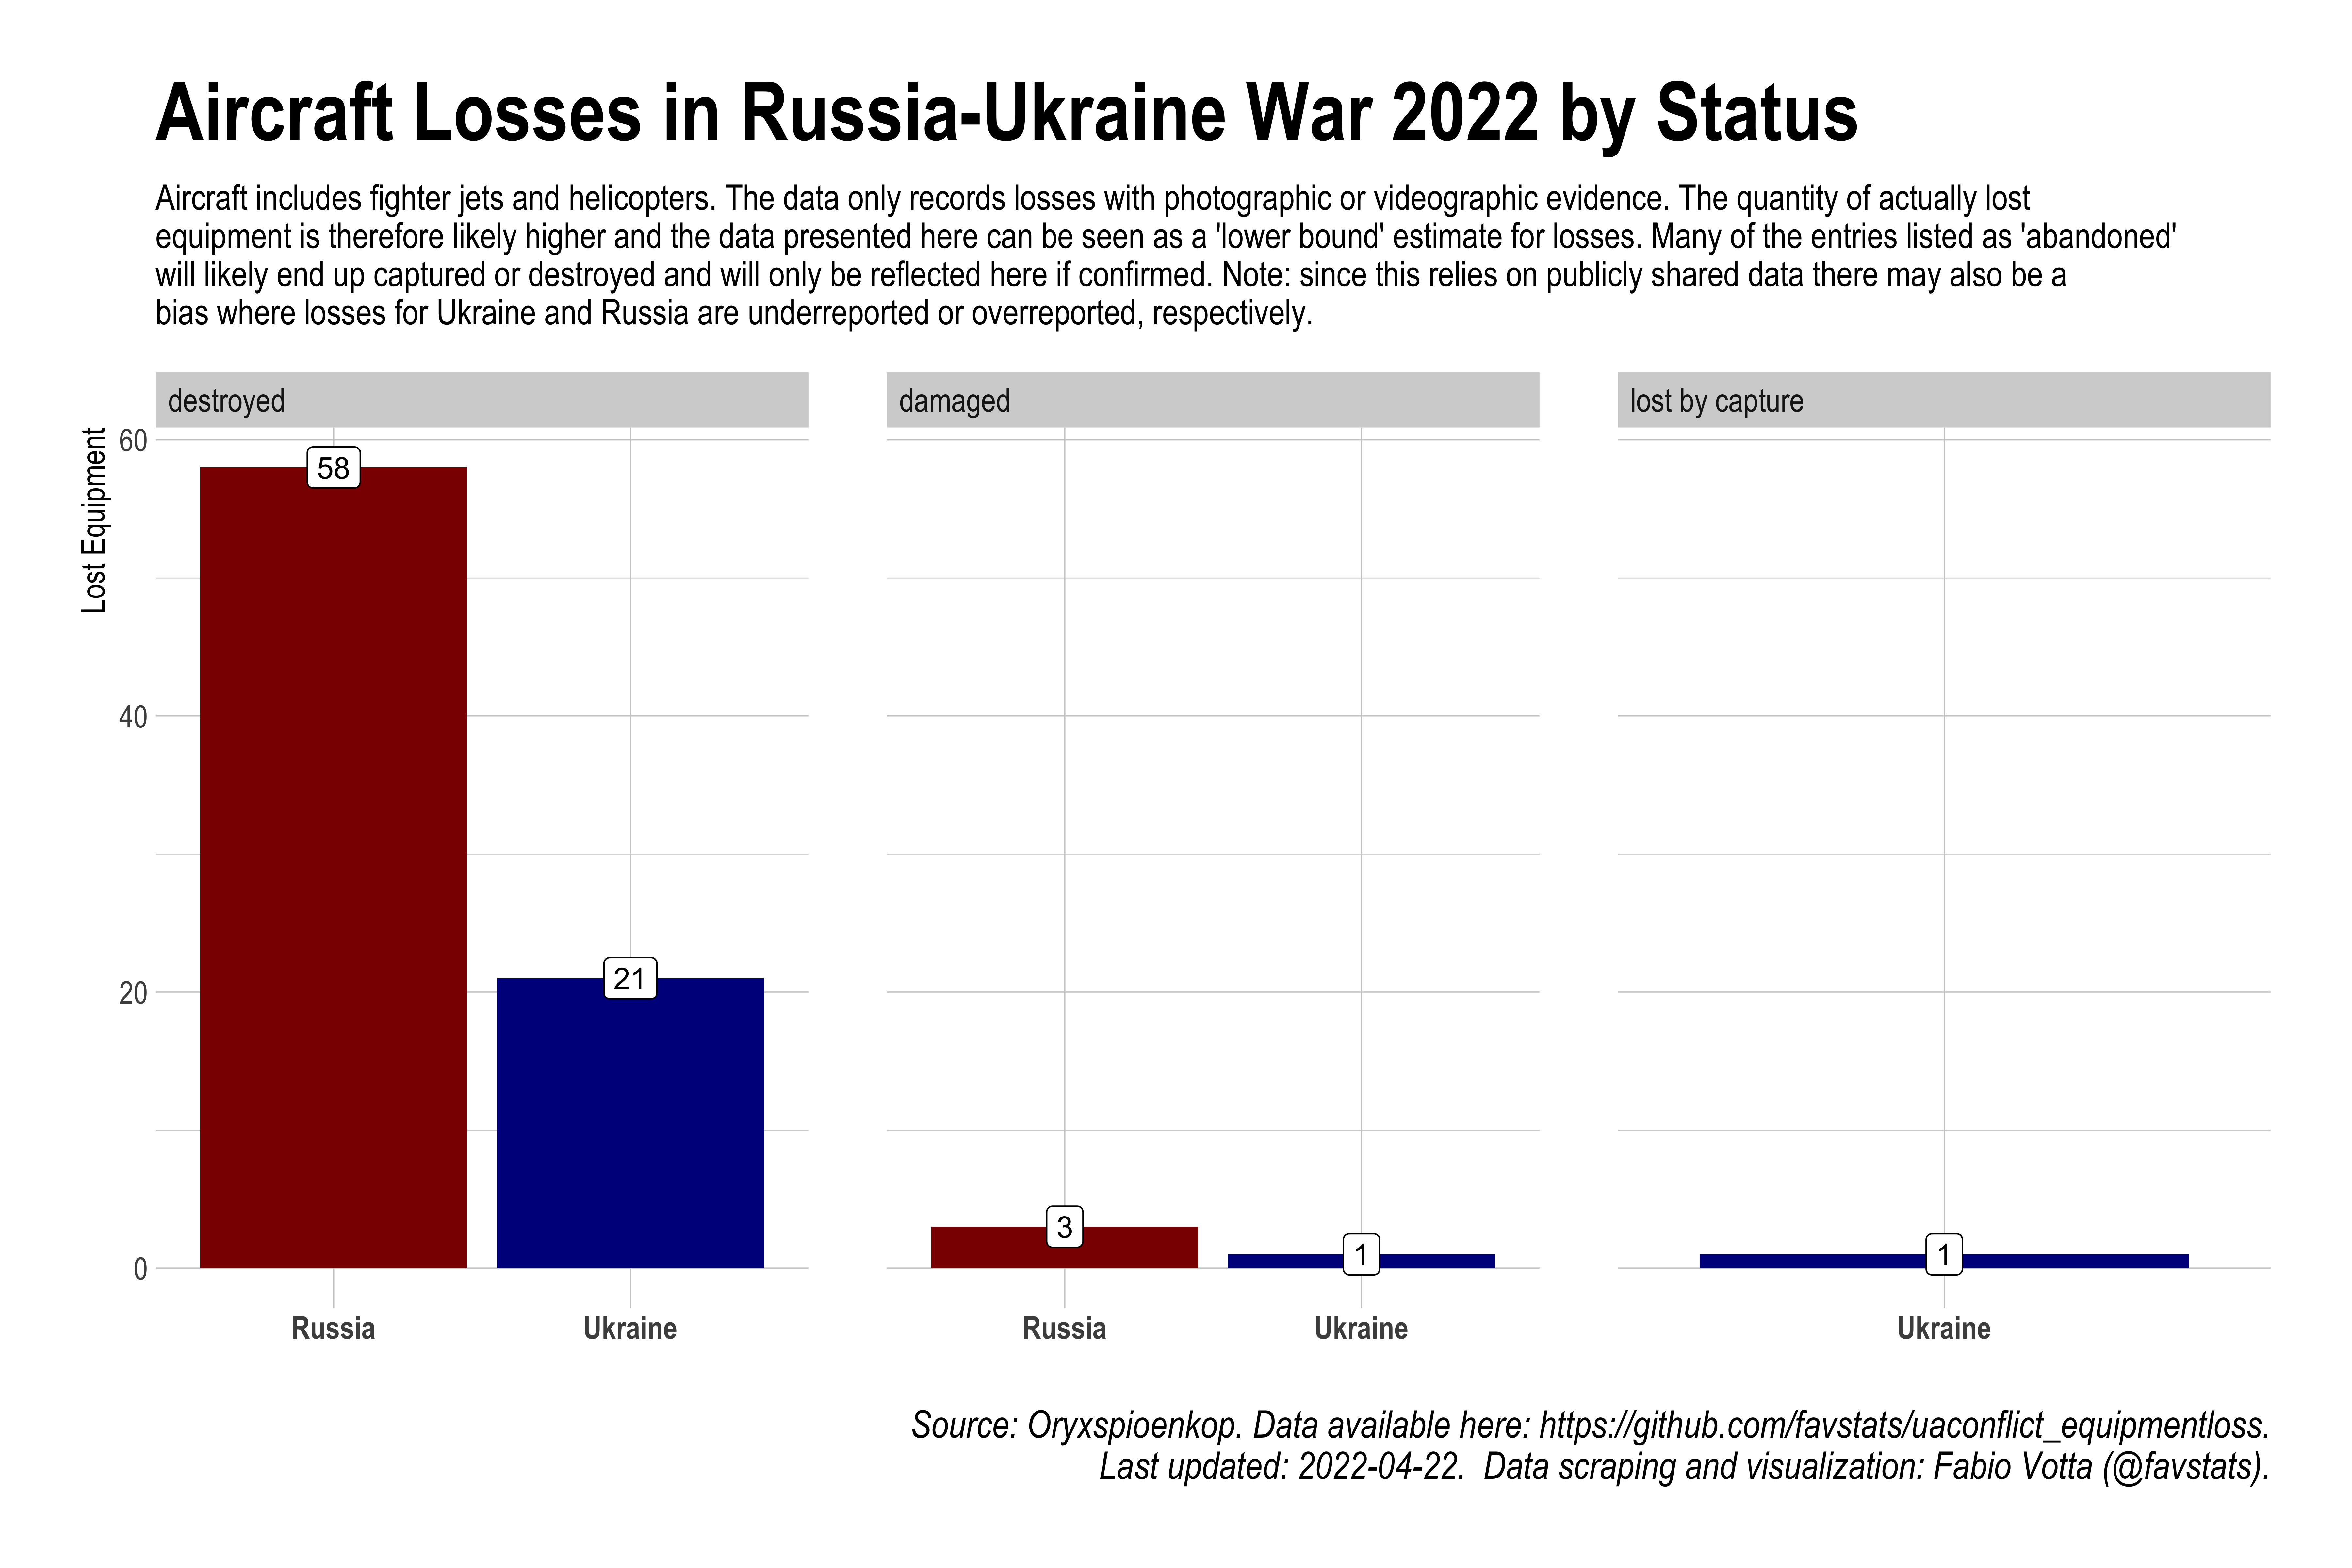 Aircraft Losses in Russia-Ukraine War 2022 by Status
Aircraft includes fighter jets and helicopters. The data only records losses with photographic or videographic evidence. The quantity of actually lost
equipment is therefore likely higher and the data presented here can be seen as a 'lower bound' estimate for losses. Many of the entries listed as 'abandoned'
will likely end up captured or destroyed and will only be reflected here if confirmed. Note: since this relies on publicly shared data there may also be a
bias where losses for Ukraine and Russia are underreported or overreported, respectively.
destroyed
damaged
lost by capture
Lost Equipment
60
40
20
0
58
21
3
1
1
Russia
Ukraine
Russia
Ukraine
Ukraine
Source: Oryxspioenkop. Data available here: https://github.com/favstats/uaconflict_equipmentloss.
Last updated: 2022-04-22.  Data scraping and visualization: Fabio Votta (@favstats).